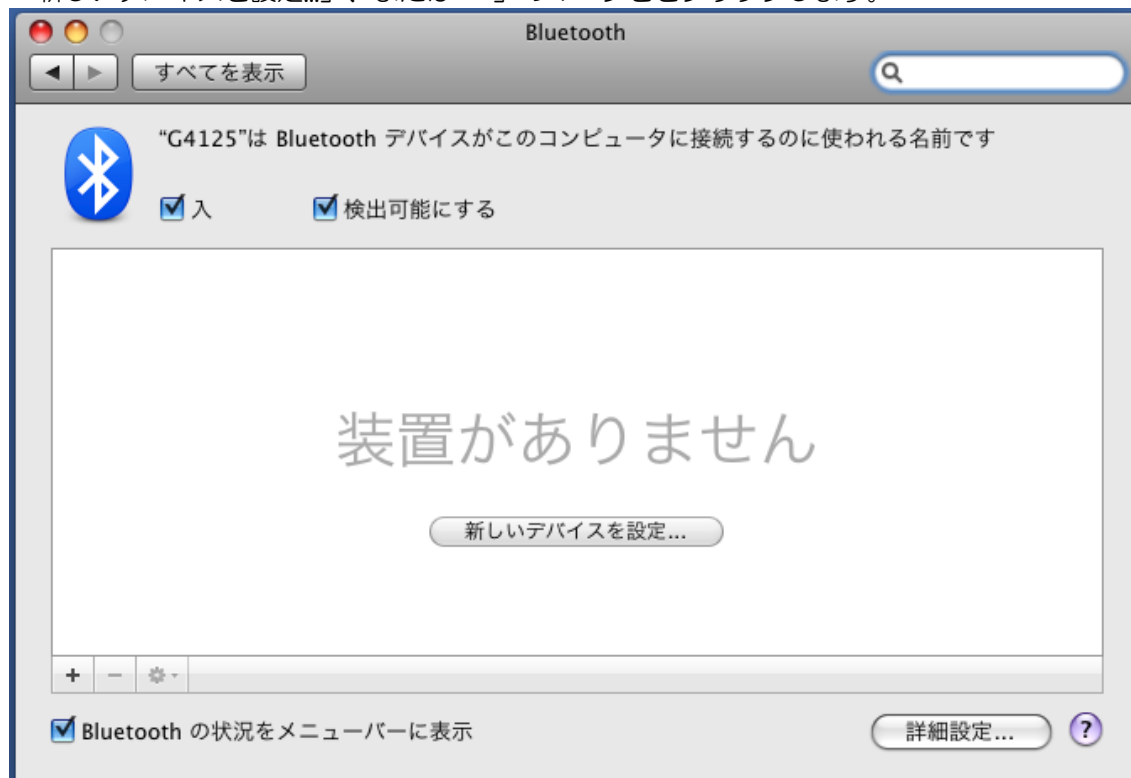 Bluetooth
すべてを表示
“G4125”は Bluetooth デバイスがこのコンピュータに接続するのに使われる名前です
入 検出可能にする
装置がありません
新しいデバイスを設定...
+ −
Bluetooth の状況をメニューバーに表示
詳細設定... ?